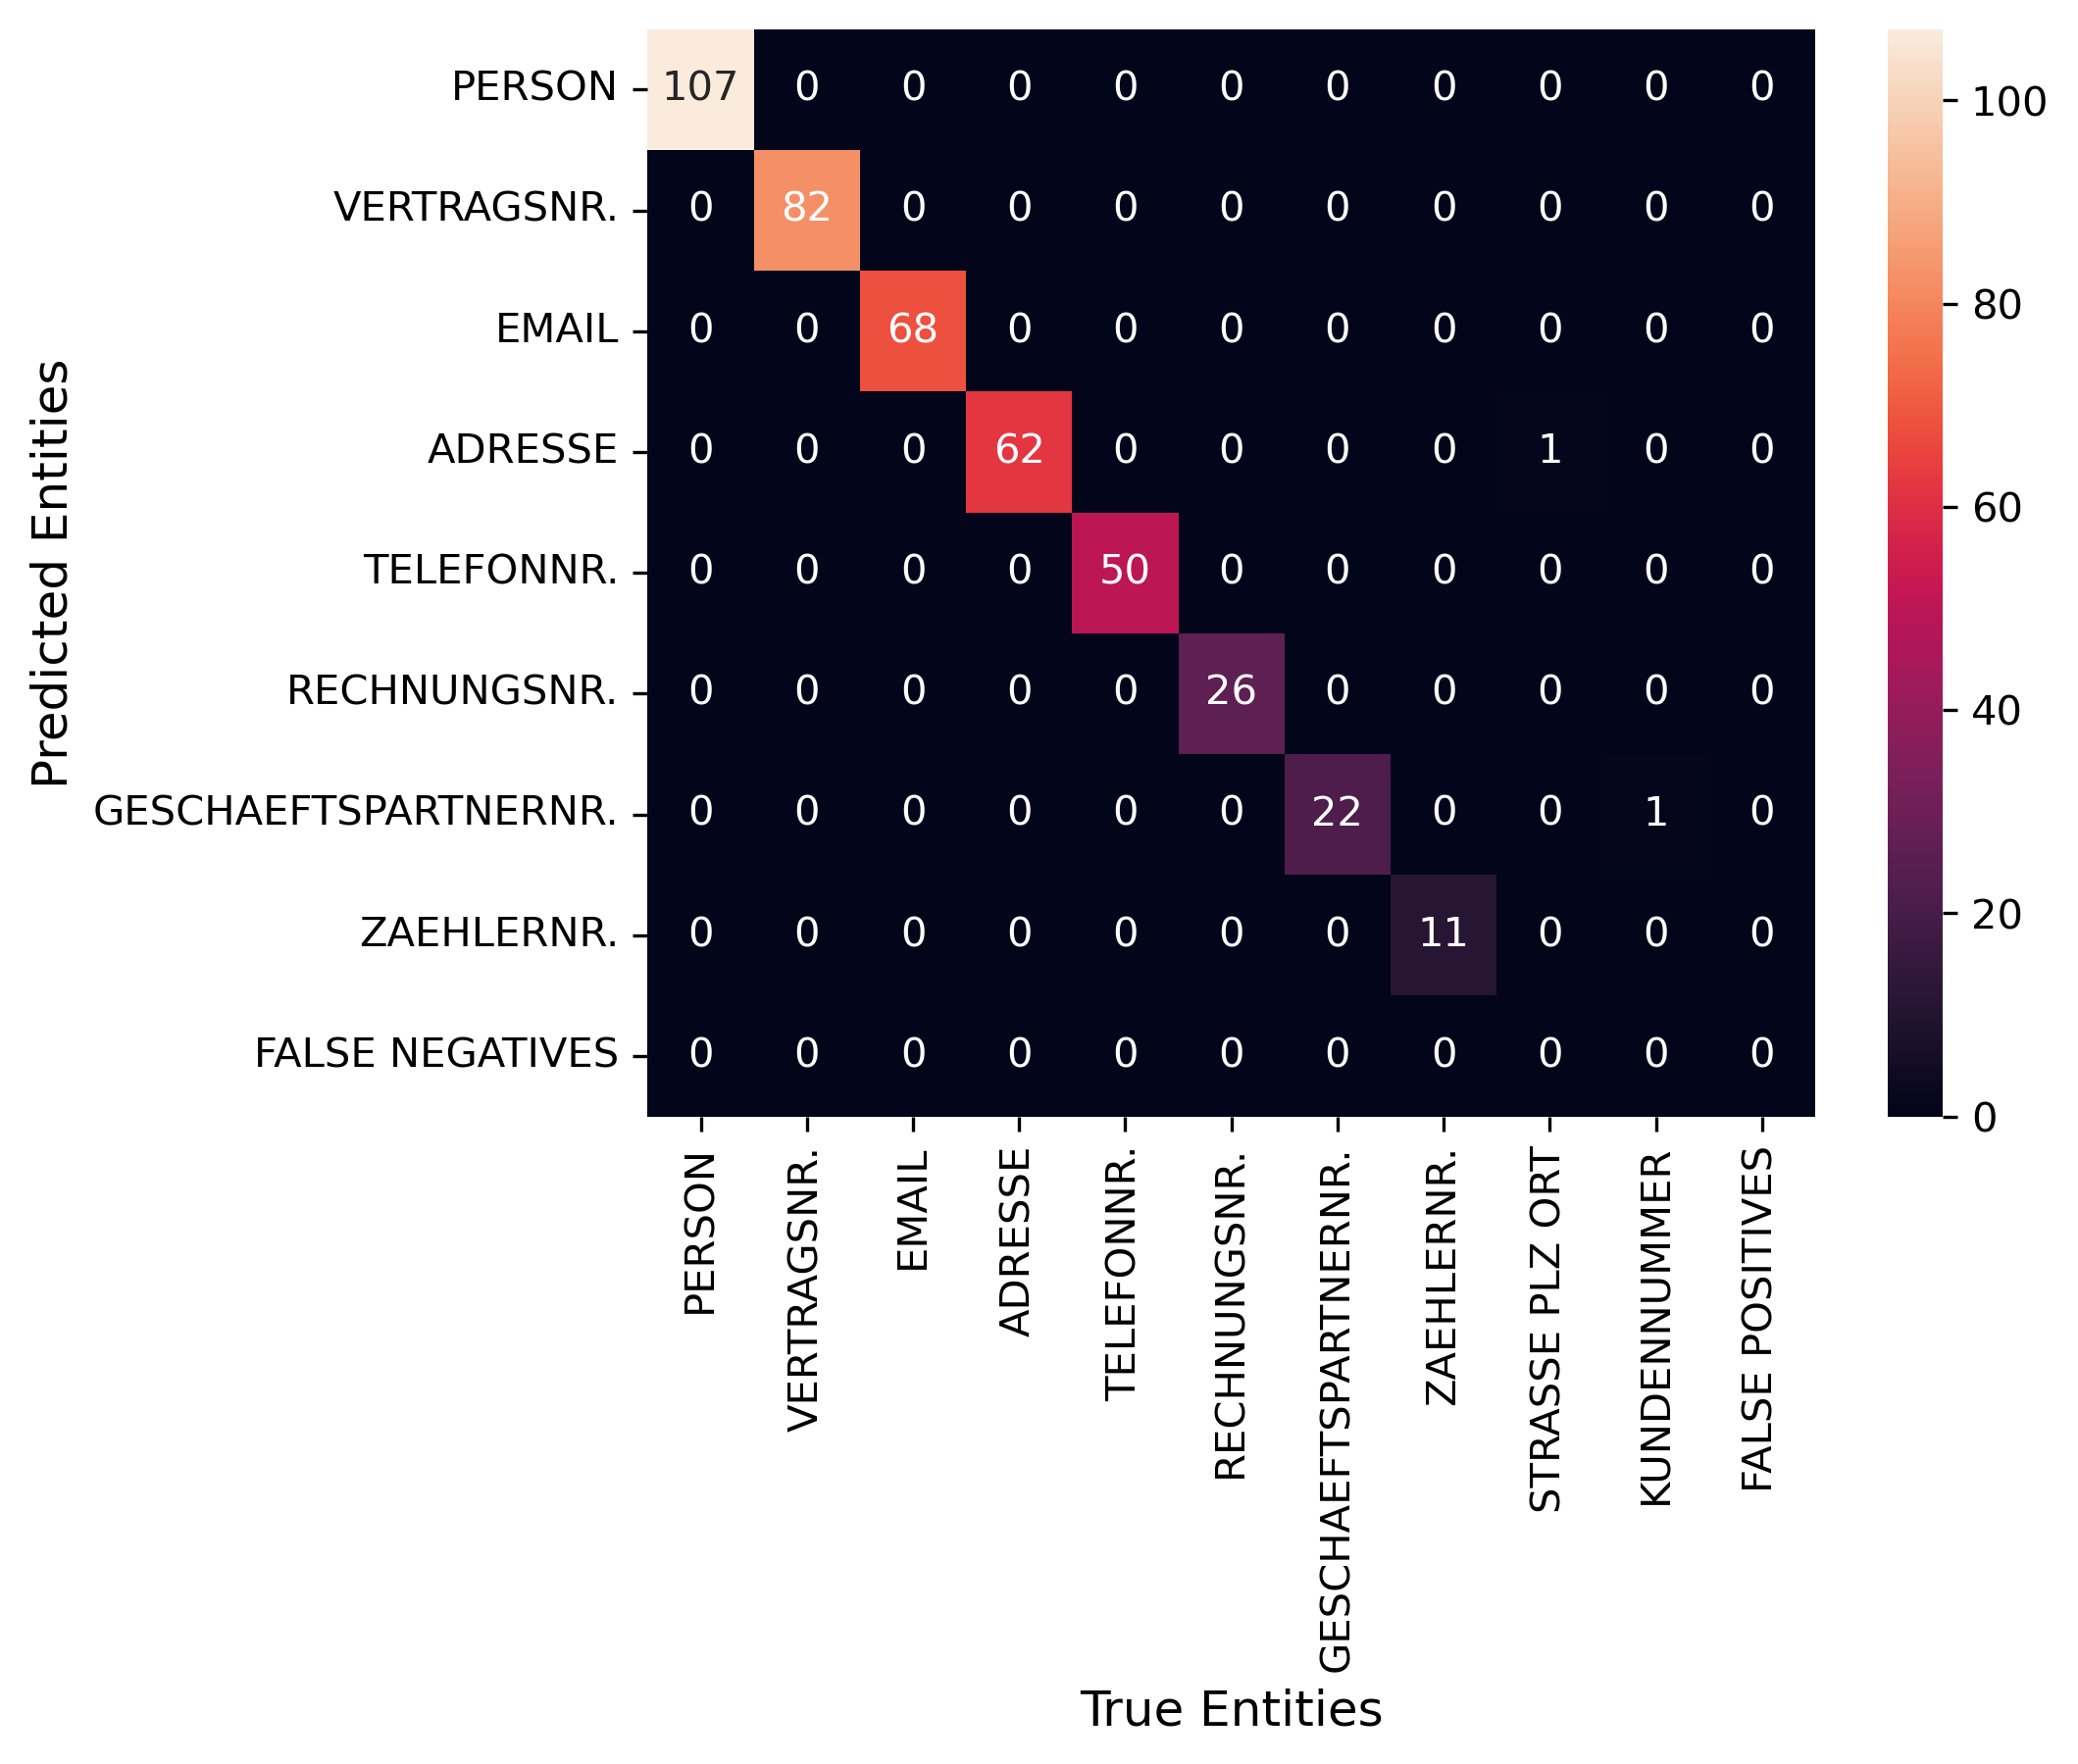 PERSON 107 0 0 0 0 0 0 0 0 0 0
VERTRAGSNR. 0 82 0 0 0 0 0 0 0 0 0
EMAIL 0 0 68 0 0 0 0 0 0 0 0
ADRESSE 0 0 0 62 0 0 0 0 1 0 0
TELEFONNR. 0 0 0 0 50 0 0 0 0 0 0
RECHNUNGSNR. 0 0 0 0 0 26 0 0 0 0 0
GESCHAEFTSPARTNERNR. 0 0 0 0 0 0 22 0 0 1 0
ZAEHLERNR. 0 0 0 0 0 0 0 11 0 0 0
FALSE NEGATIVES 0 0 0 0 0 0 0 0 0 0 0
Predicted Entities
PERSON
VERTRAGSNR.
EMAIL
ADRESSE
TELEFONNR.
RECHNUNGSNR.
GESCHAEFTSPARTNERNR.
ZAEHLERNR.
STRASSE PLZ ORT
KUNDENNUMMER
FALSE POSITIVES
True Entities
100
80
60
40
20
0